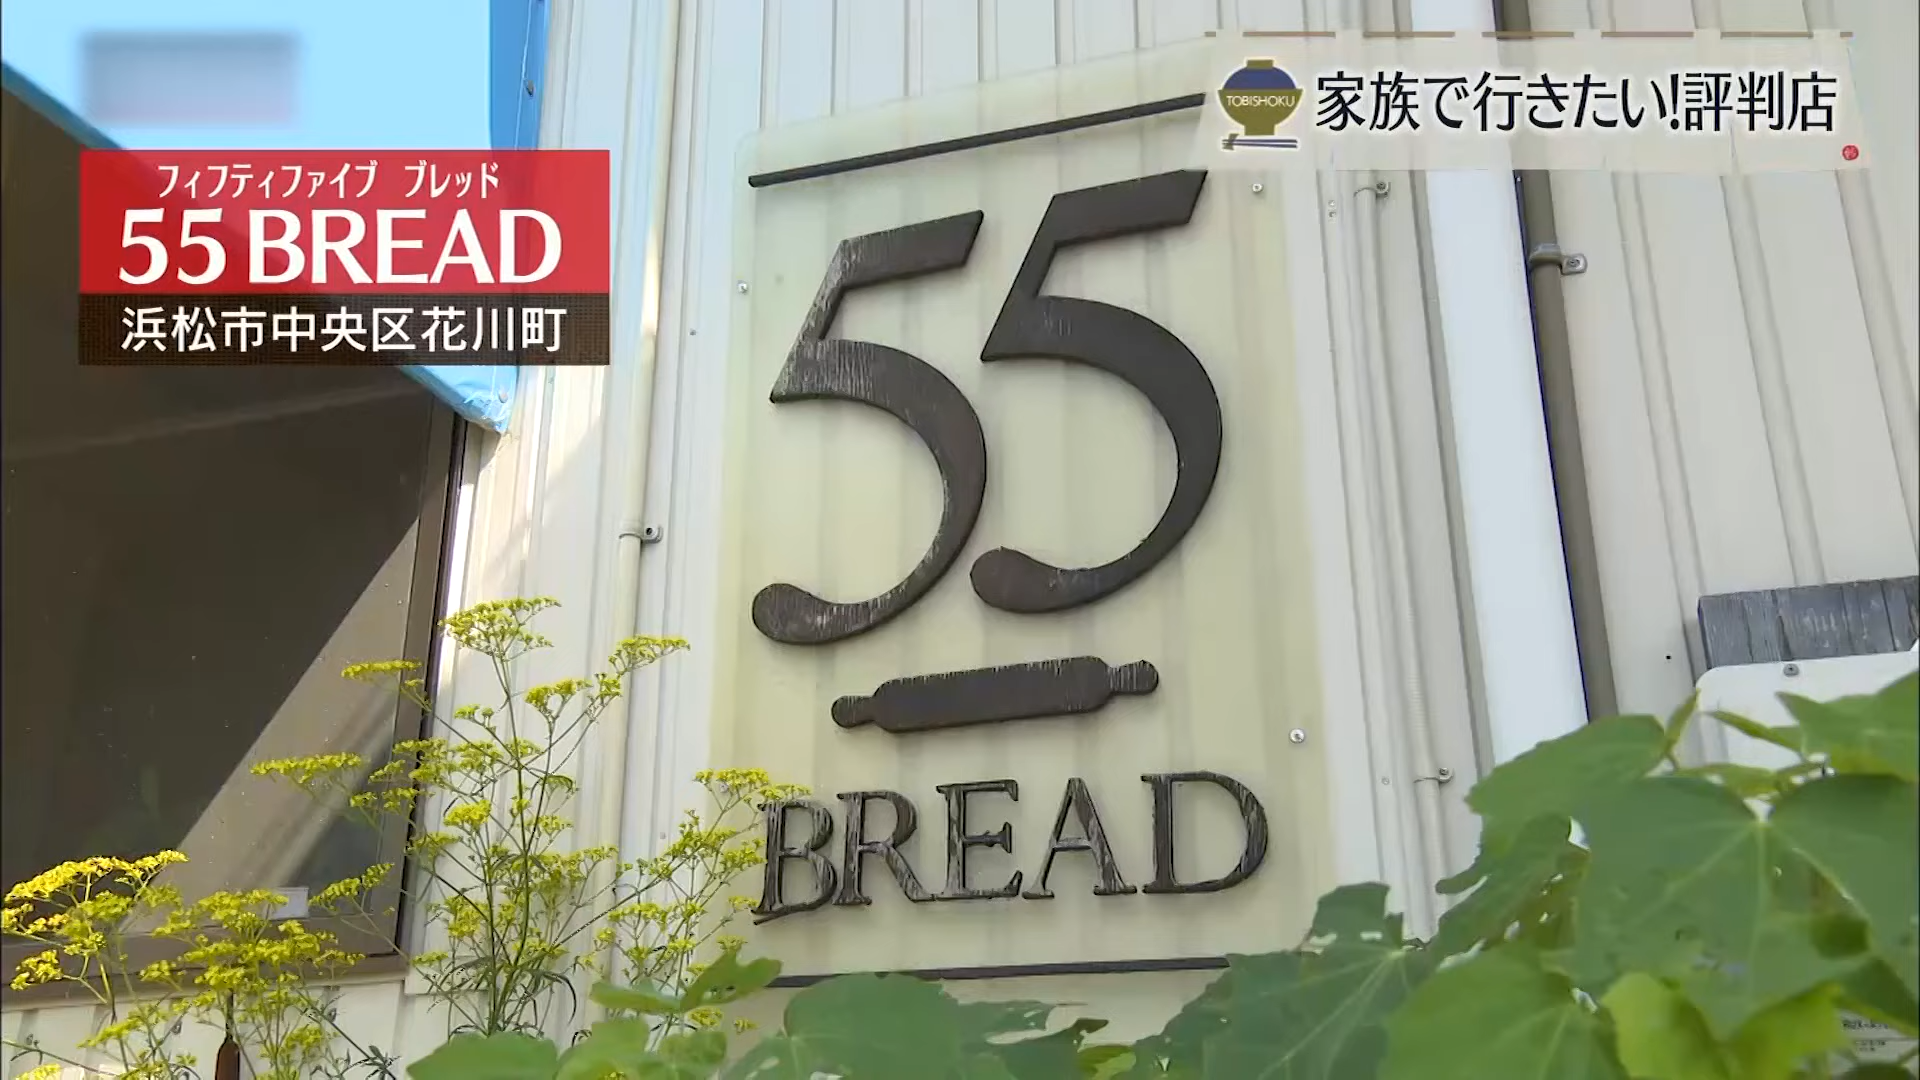 フィフティファイブ ブレッド
55 BREAD
浜松市中央区花川町
TOBISHOKU
家族で行きたい!評判店
55
BREAD